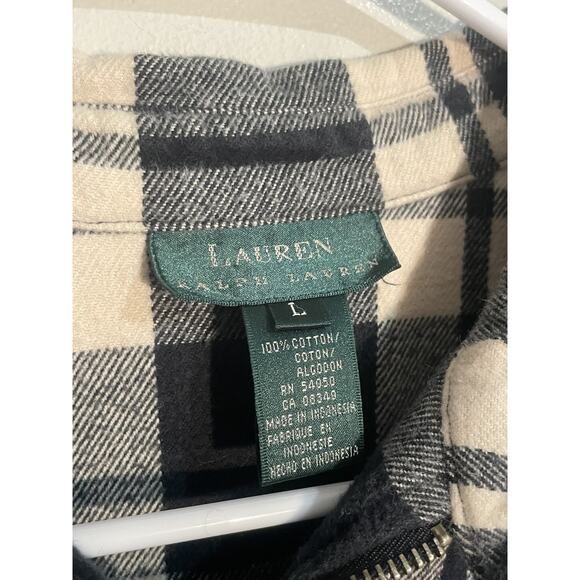 LAUREN
RALPH LAUREN
L
100% COTTON/
COTON/
ALGODON
RN 54050
CA 08349
MADE IN INDONESIA
FABRIQUE EN
INDONESIE
HECHO EN INDONESIA